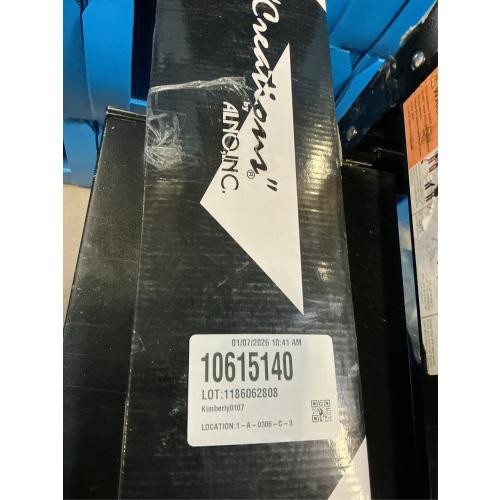 Creations"®
by
ALNO, INC.
01/07/2026 10:41 AM
10615140
LOT:1186062808
Kimberly0107
LOCATION:1-A-0306-C-3